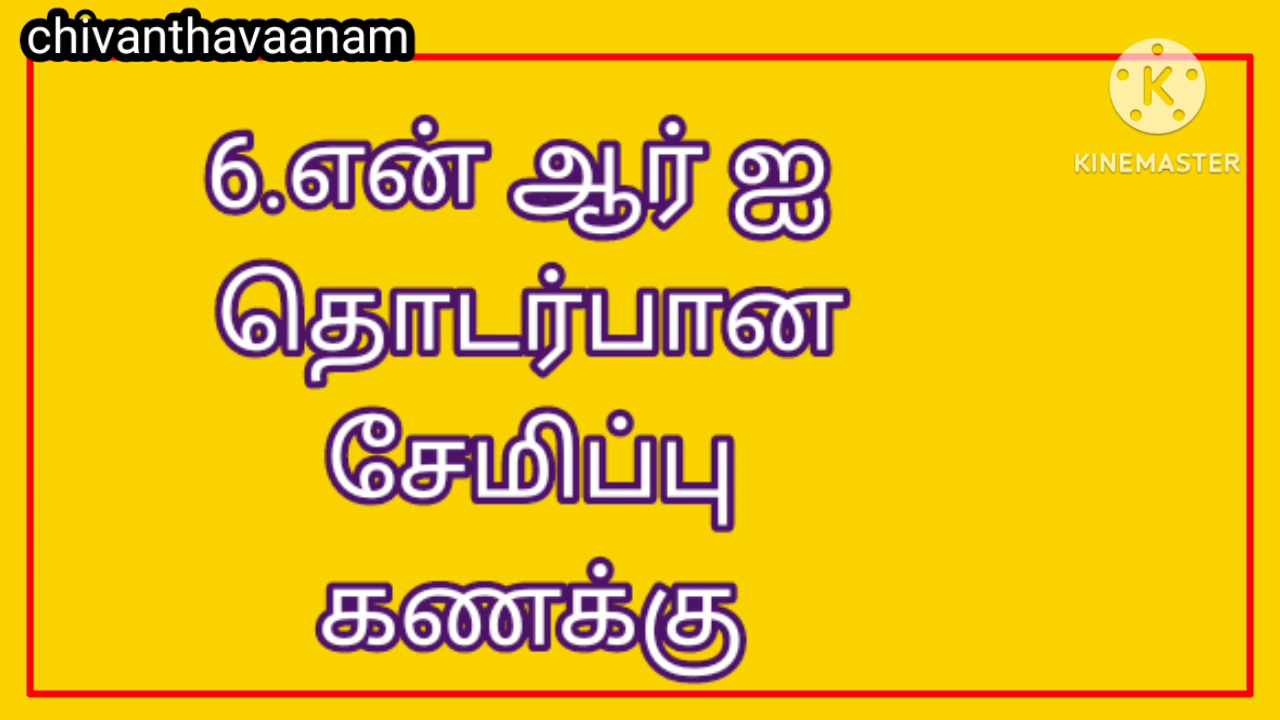 chivanthavaanam
K
KINEMASTER
6.என் ஆர் ஐ
தொடர்பான
சேமிப்பு
கணக்கு